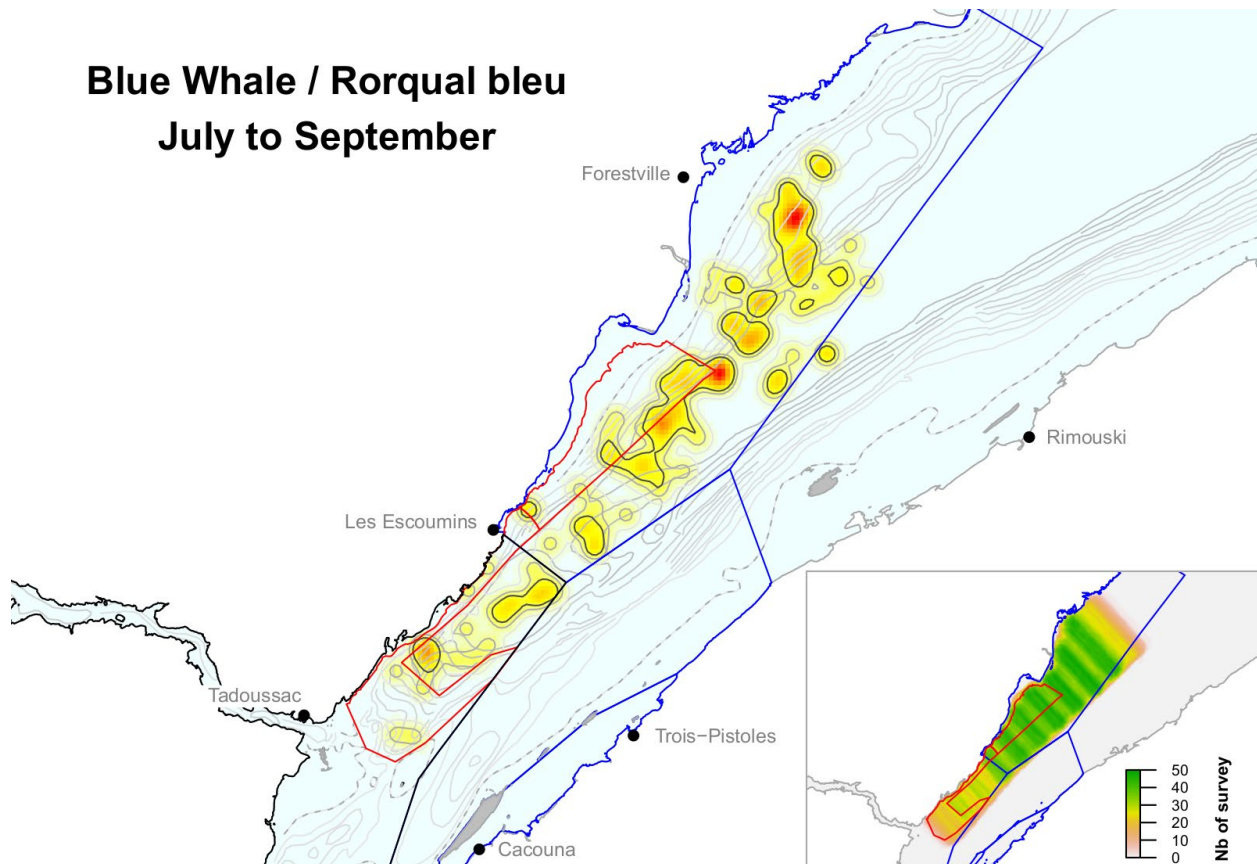 Blue Whale / Rorqual bleu
July to September
Forestville
Rimouski
Les Escoumins
Tadoussac
Trois−Pistoles
Cacouna
50
40
30
20
10
0
Nb of survey